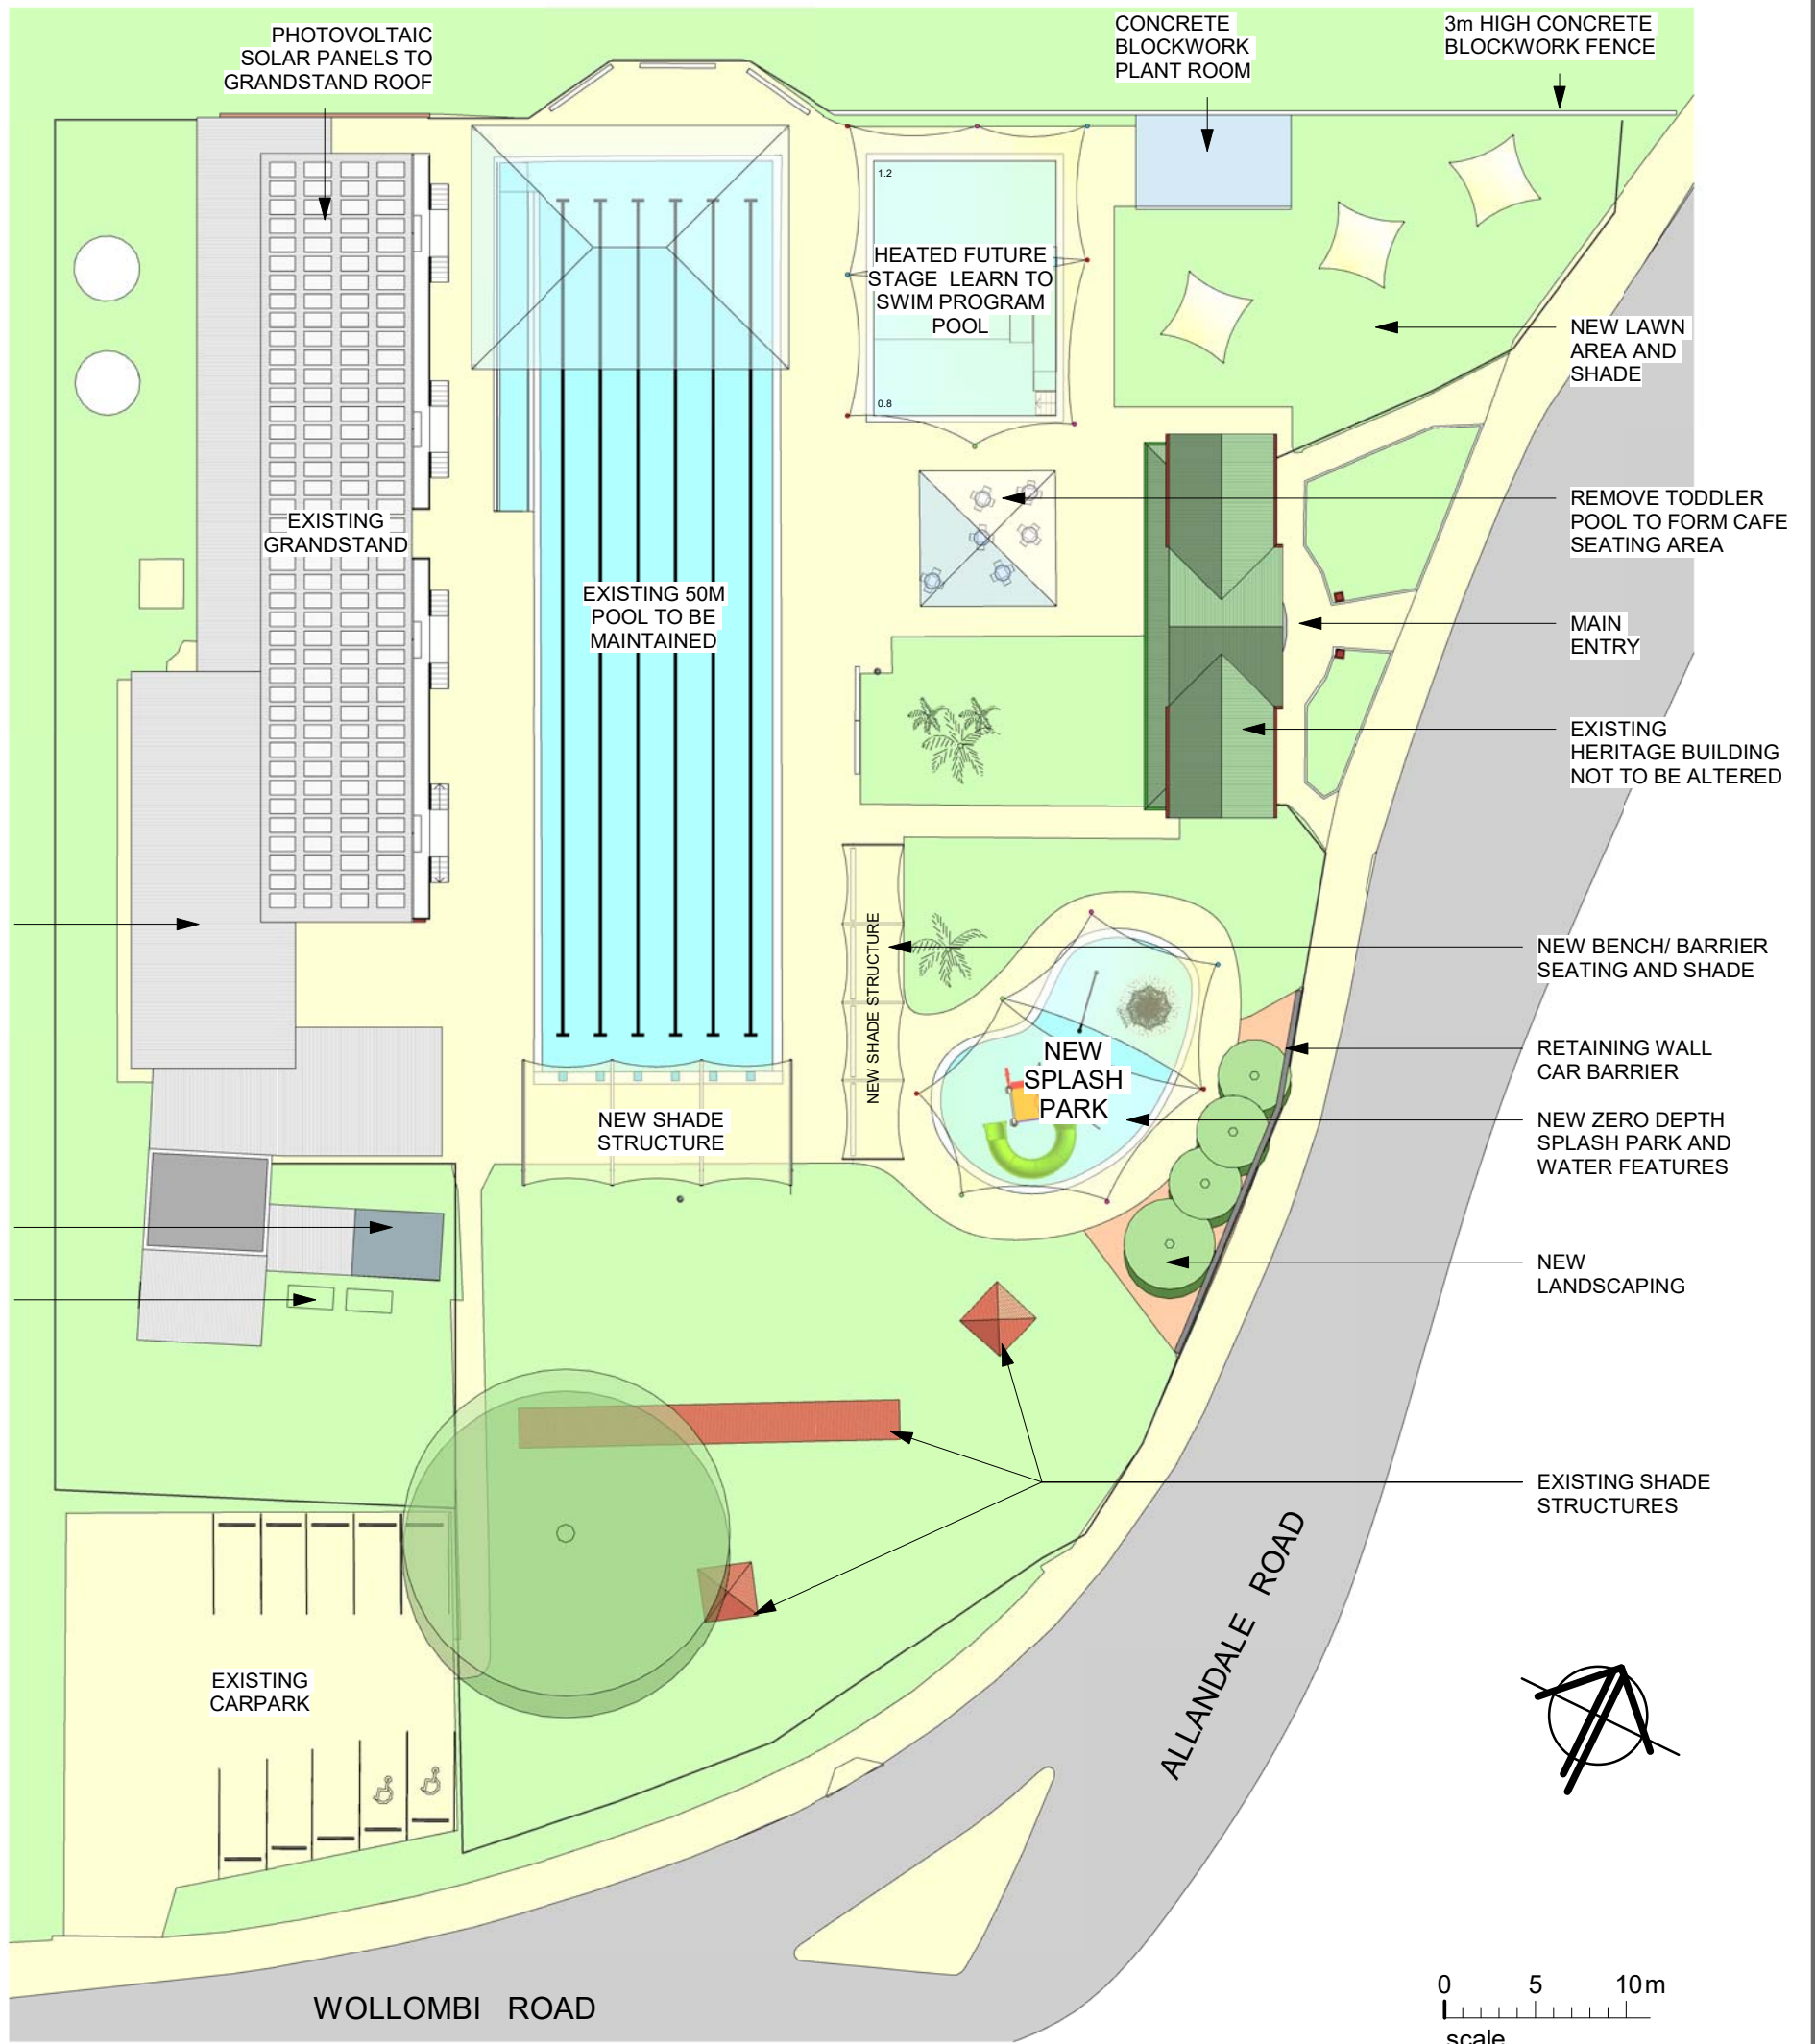 PHOTOVOLTAIC
SOLAR PANELS TO
GRANDSTAND ROOF
CONCRETE
BLOCKWORK
PLANT ROOM
3m HIGH CONCRETE
BLOCKWORK FENCE
1.2
HEATED FUTURE
STAGE LEARN TO
SWIM PROGRAM
POOL
0.8
NEW LAWN
AREA AND
SHADE
REMOVE TODDLER
POOL TO FORM CAFE
SEATING AREA
EXISTING
GRANDSTAND
EXISTING 50M
POOL TO BE
MAINTAINED
MAIN
ENTRY
EXISTING
HERITAGE BUILDING
NOT TO BE ALTERED
NEW SHADE STRUCTURE
NEW BENCH/ BARRIER
SEATING AND SHADE
RETAINING WALL
CAR BARRIER
NEW
SPLASH
PARK
NEW SHADE
STRUCTURE
NEW ZERO DEPTH
SPLASH PARK AND
WATER FEATURES
NEW
LANDSCAPING
EXISTING SHADE
STRUCTURES
EXISTING
CARPARK
ALLANDALE ROAD
WOLLOMBI ROAD
0 5 10m
scale